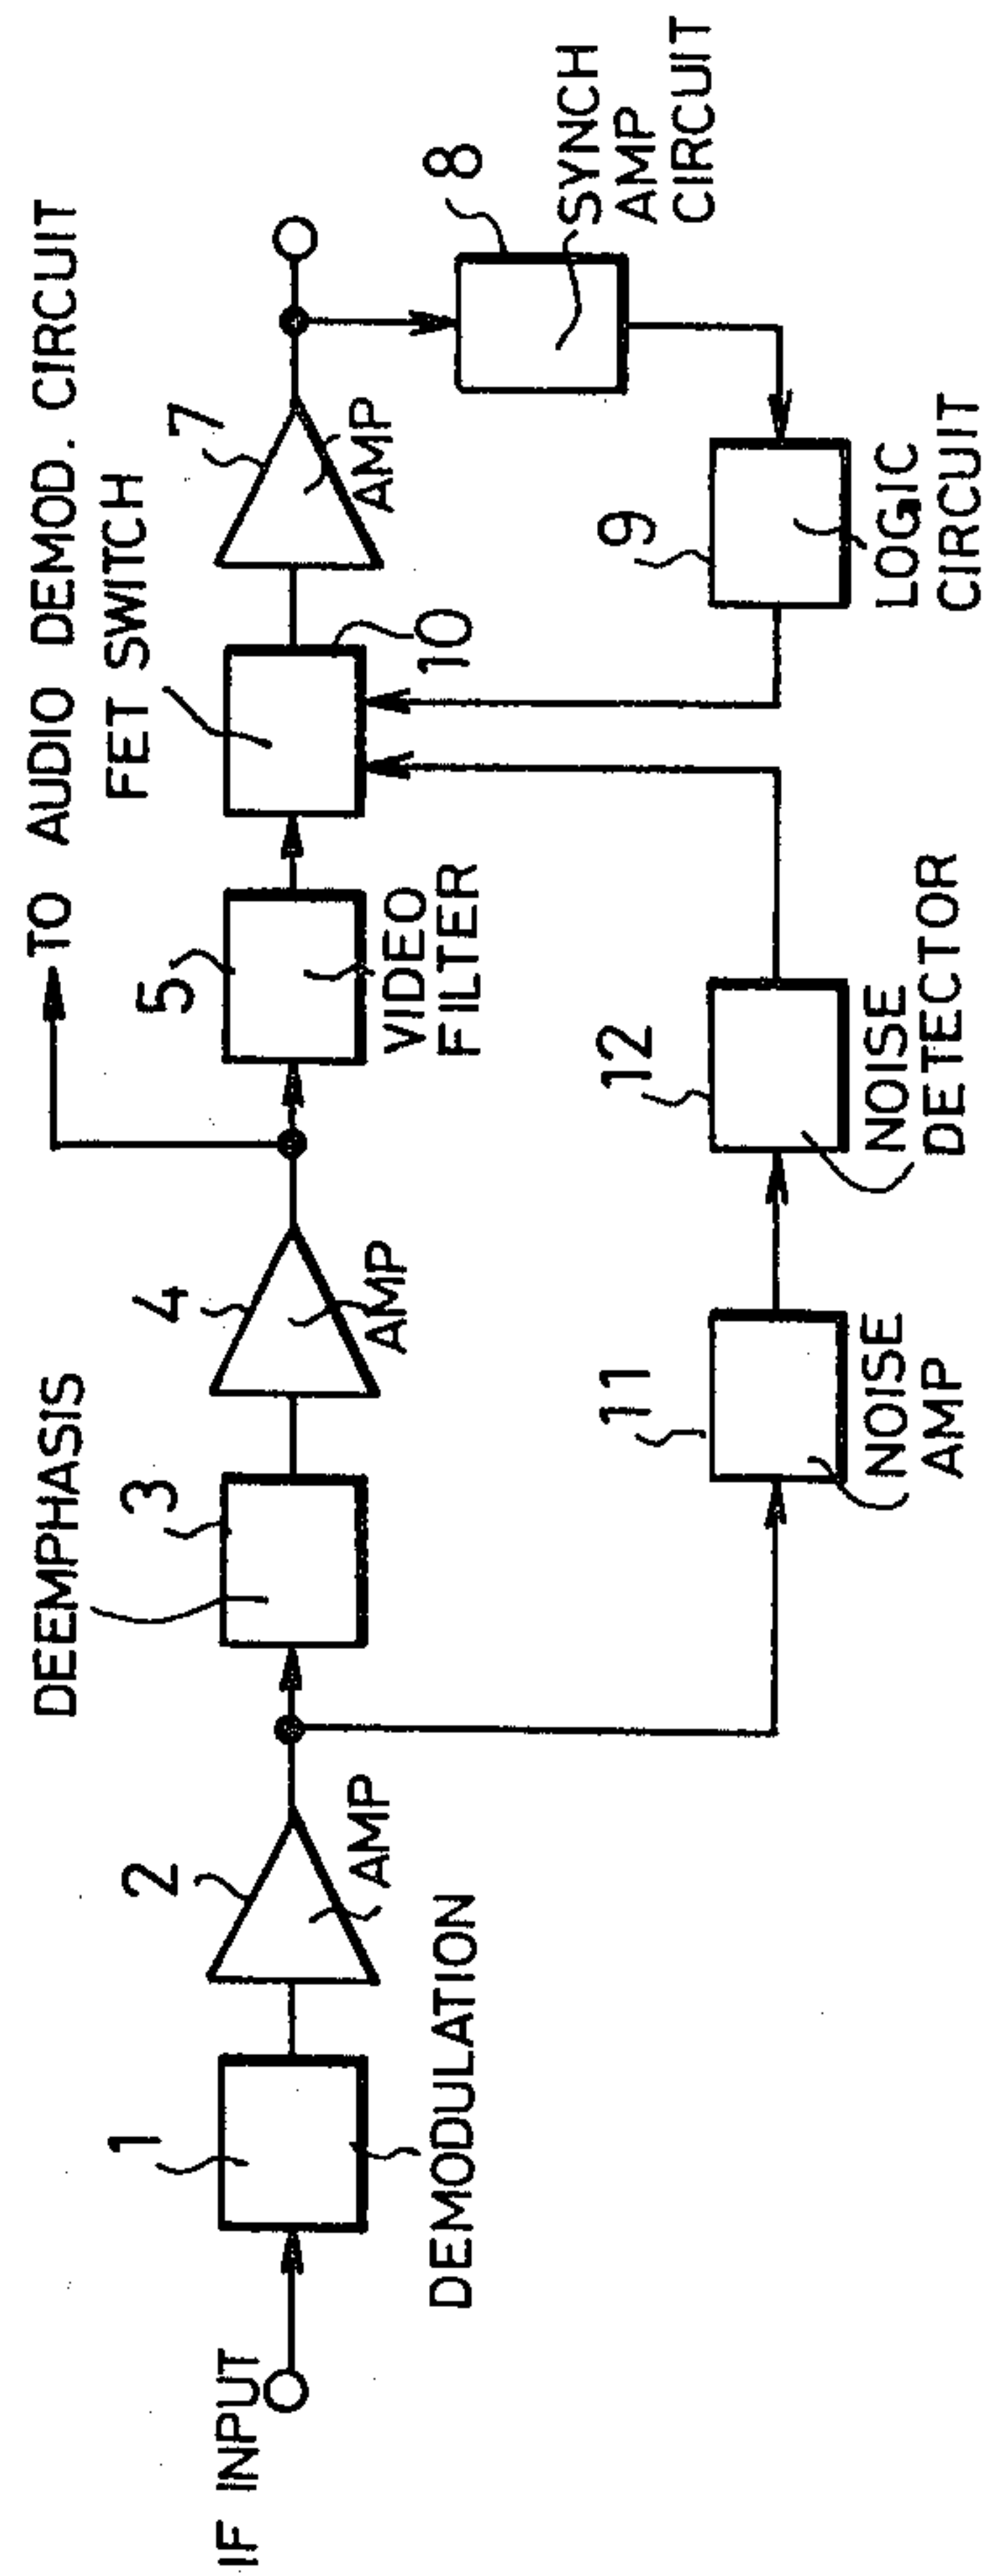 TO AUDIO DEMOD. CIRCUIT
DEEMPHASIS
FET SWITCH
1
2
3
4
5
10
7
IF INPUT
DEMODULATION
AMP
AMP
VIDEO
FILTER
AMP
8
SYNCH
AMP
CIRCUIT
11
12
9
NOISE
AMP
NOISE
DETECTOR
LOGIC
CIRCUIT